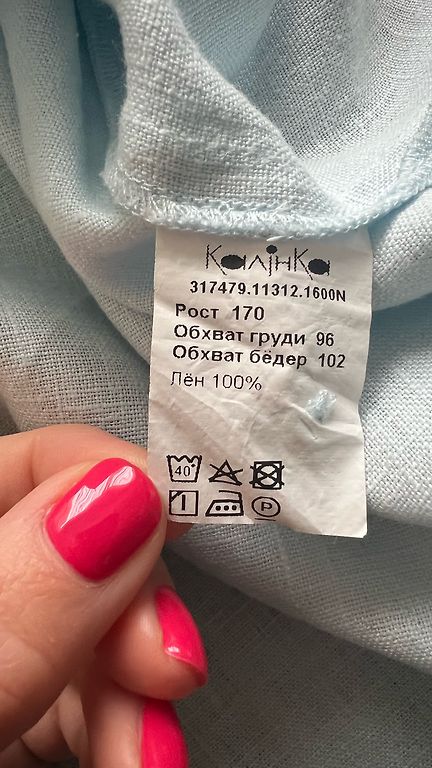 Калінка
317479.11312.1600N
Рост 170
Обхват груди 96
Обхват бёдер 102
Лён 100%
40°
P